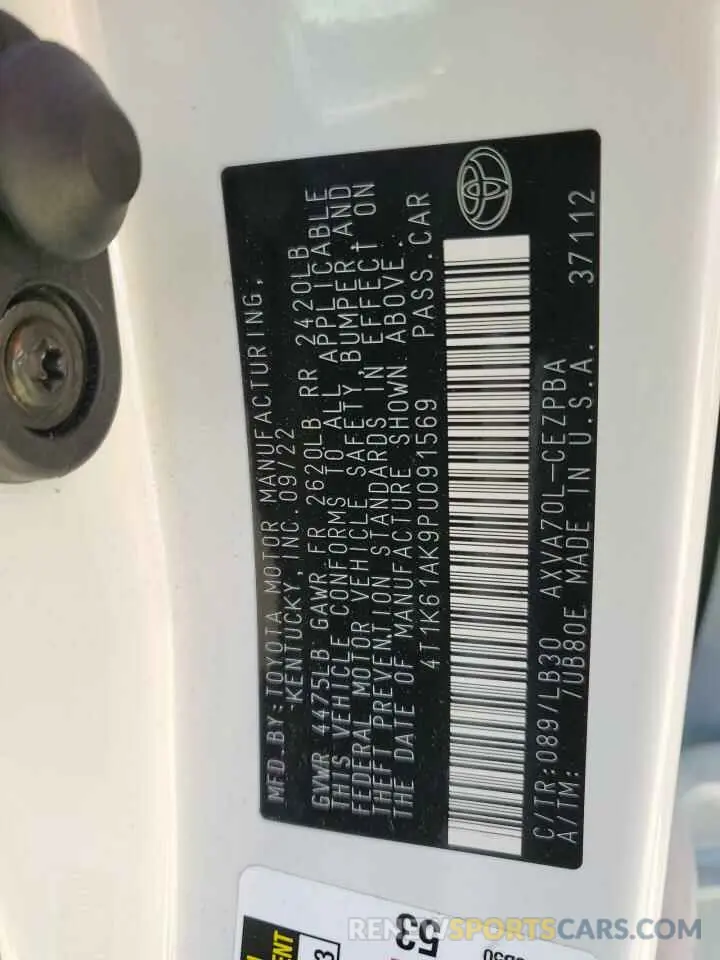 MFD.BY:TOYOTA MOTOR MANUFACTURING,
KENTUCKY,INC.09/22
GVWR 4475LB GAWR FR 2620LB RR 2420LB
THIS VEHICLE CONFORMS TO ALL APPLICABLE
FEDERAL MOTOR VEHICLE SAFETY,BUMPER,AND
THEFT PREVENTION STANDARDS IN EFFECT ON
THE DATE OF MANUFACTURE SHOWN ABOVE.
4T1K61AK9PU091569 PASS.CAR
C/TR:089/LB30 AXVA70L-CEZPBA 37112
A/TM: 7UB80E MADE IN U.S.A.
53
RENEWSPORTSCARS.COM